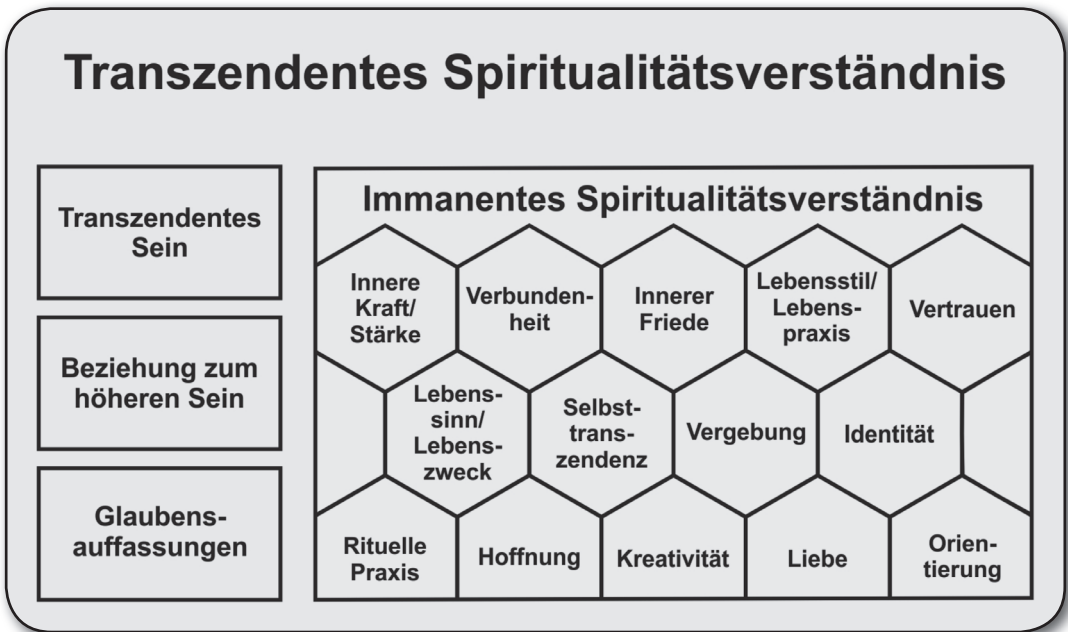 Transzendentes Spiritualitätsverständnis
Transzendentes
Sein
Beziehung zum
höheren Sein
Glaubens-
auffassungen
Immanentes Spiritualitätsverständnis
Innere
Kraft/
Stärke
Verbunden-
heit
Innerer
Friede
Lebensstil/
Lebens-
praxis
Vertrauen
Lebens-
sinn/
Lebens-
zweck
Selbst-
trans-
zendenz
Vergebung
Identität
Rituelle
Praxis
Hoffnung
Kreativität
Liebe
Orien-
tierung